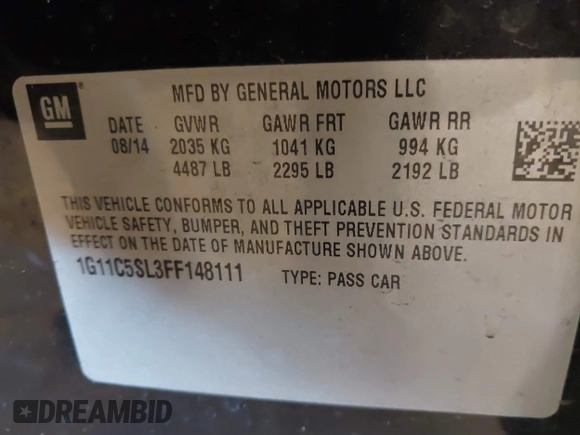 GM
MFD BY GENERAL MOTORS LLC
DATE GVWR GAWR FRT GAWR RR
08/14 2035 KG 1041 KG 994 KG
4487 LB 2295 LB 2192 LB
THIS VEHICLE CONFORMS TO ALL APPLICABLE U.S. FEDERAL MOTOR
VEHICLE SAFETY, BUMPER, AND THEFT PREVENTION STANDARDS IN
EFFECT ON THE DATE OF MANUFACTURE SHOWN ABOVE.
1G11C5SL3FF148111 TYPE: PASS CAR
DREAMBID